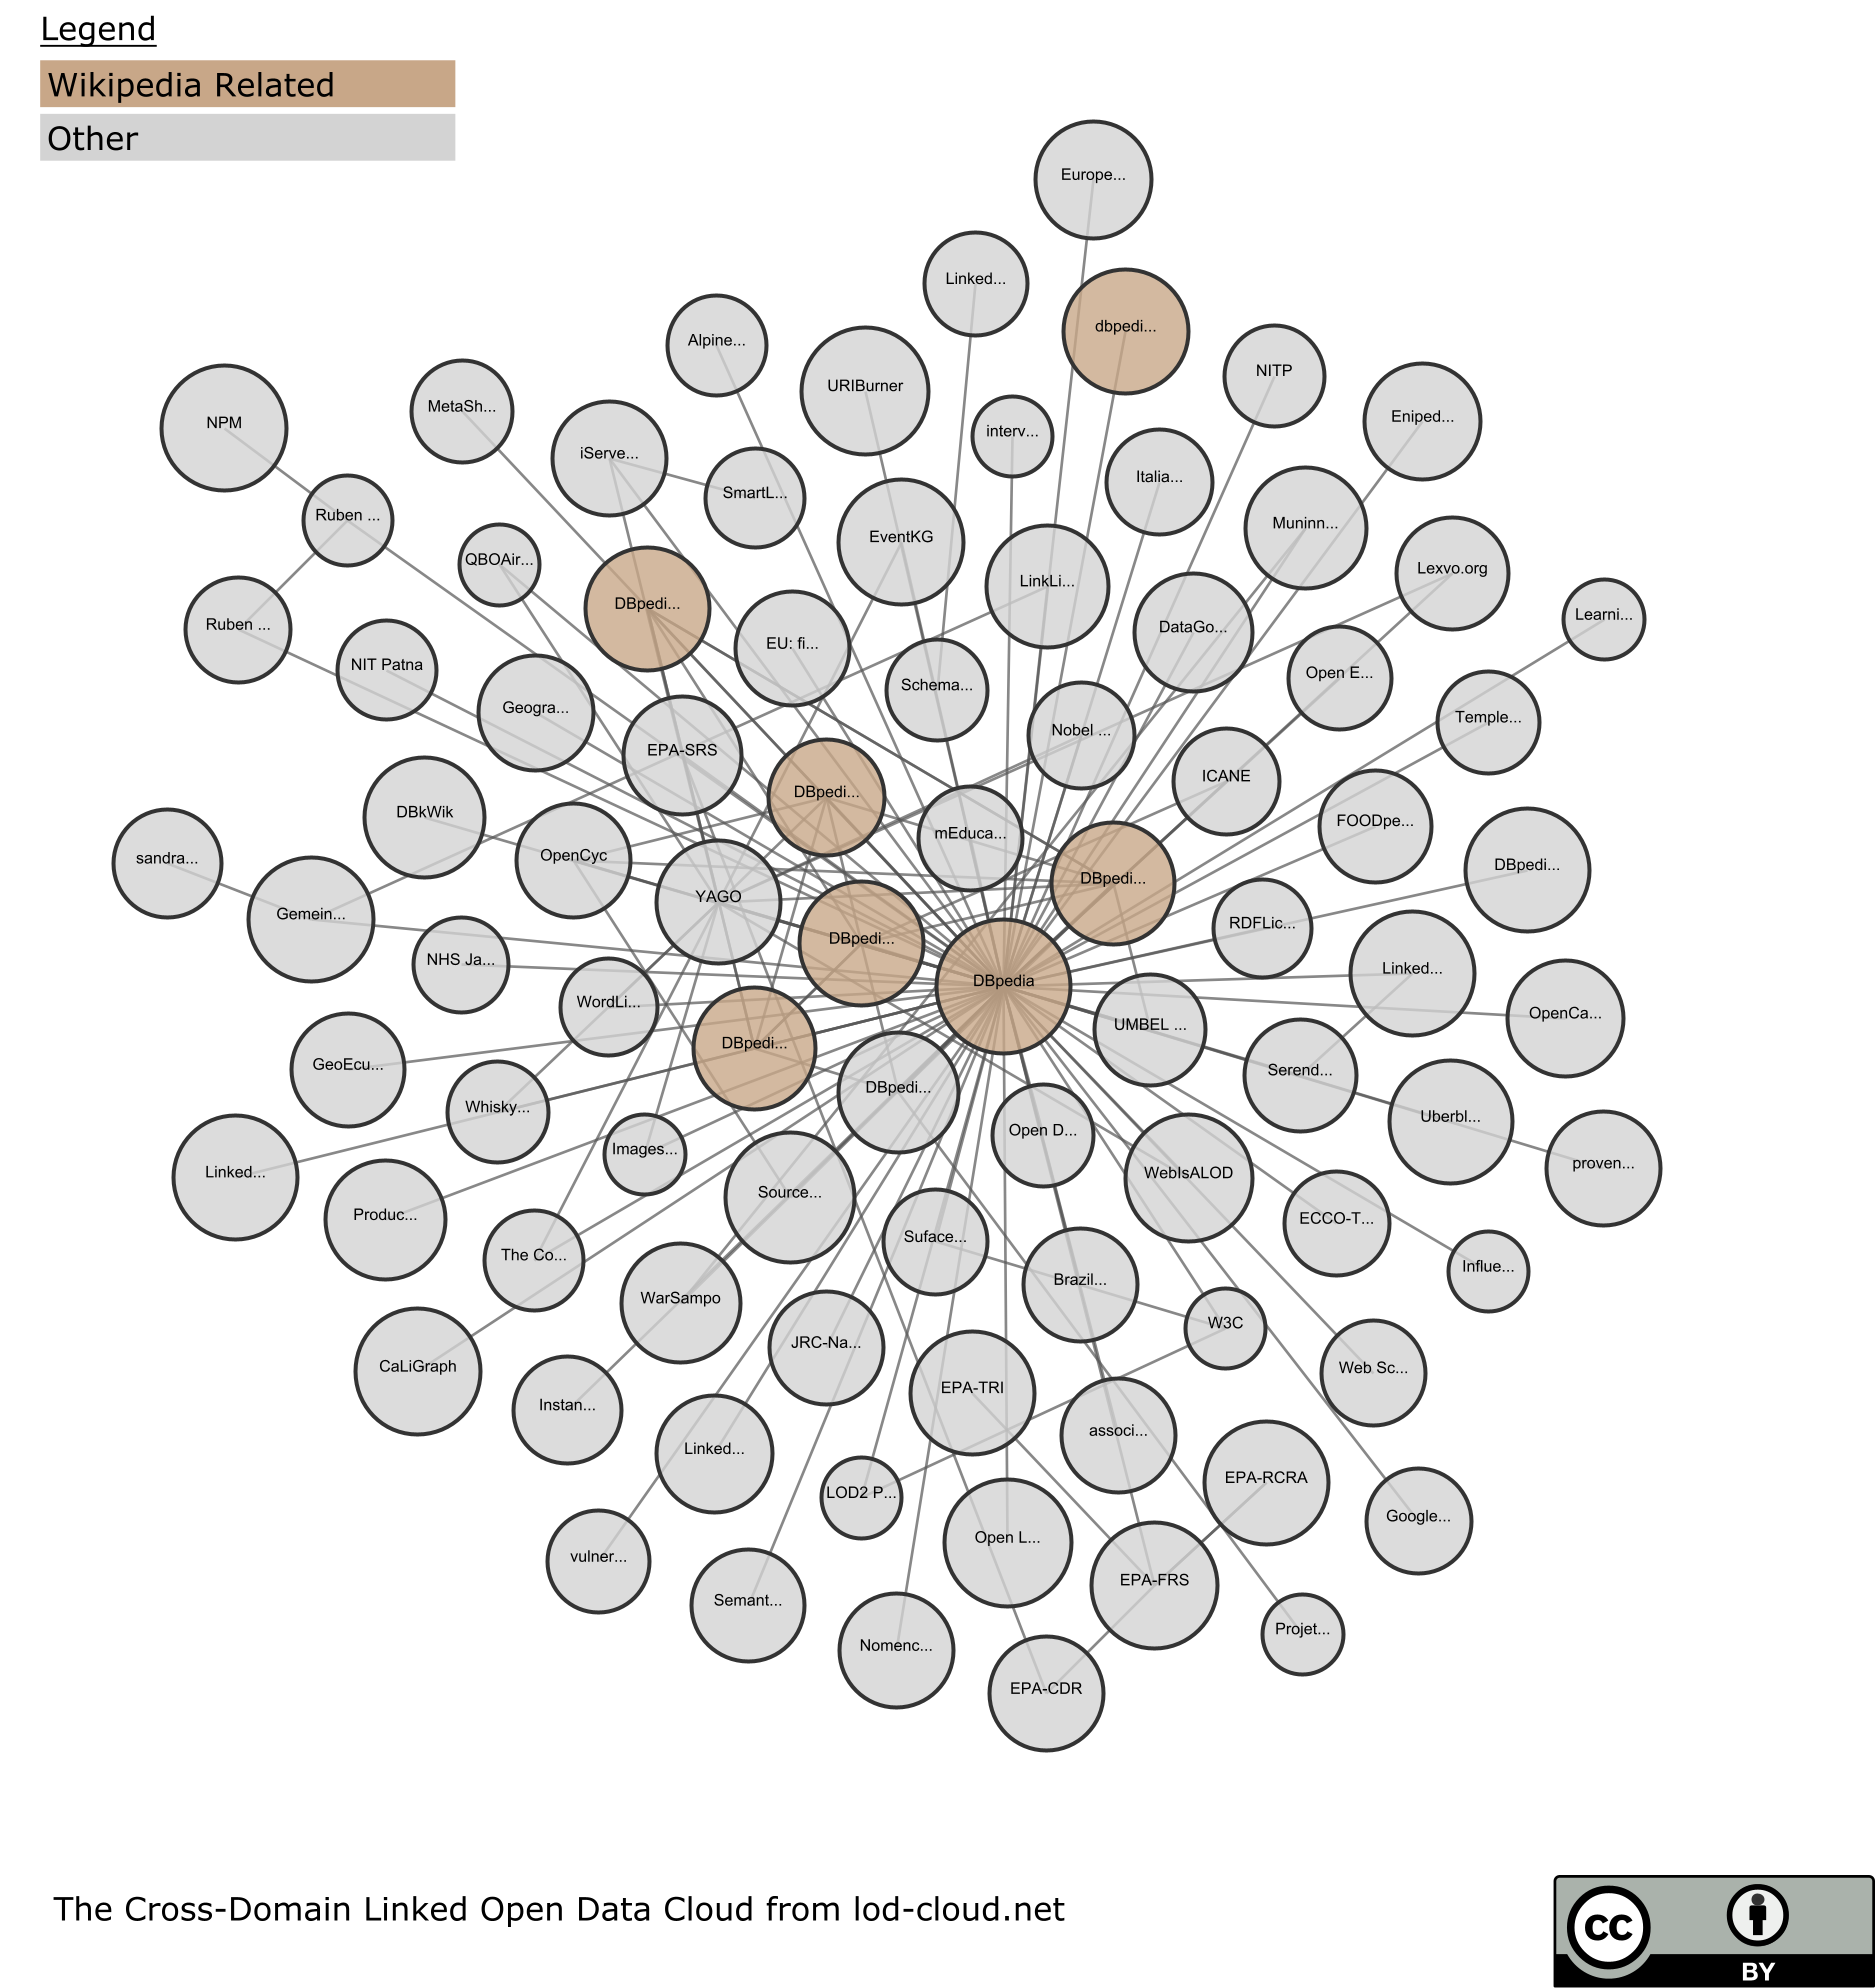 Legend
Wikipedia Related
Other
Europe...
Linked...
dbpedi...
Alpine...
NITP
URIBurner
MetaSh...
NPM
Eniped...
interv...
iServe...
Italia...
SmartL...
Ruben ...
Muninn...
EventKG
QBOAir...
Lexvo.org
LinkLi...
DBpedi...
Learni...
Ruben ...
DataGo...
EU: fi...
NIT Patna
Open E...
Schema...
Geogra...
Temple...
Nobel ...
EPA-SRS
ICANE
DBpedi...
DBkWik
FOODpe...
mEduca...
sandra...
OpenCyc
DBpedi...
DBpedi...
YAGO
Gemein...
RDFLic...
DBpedi...
NHS Ja...
Linked...
DBpedia
WordLi...
OpenCa...
UMBEL ...
DBpedi...
GeoEcu...
Serend...
DBpedi...
Whisky...
Uberbl...
Open D...
Images...
proven...
Linked...
WebIsALOD
Source...
Produc...
ECCO-T...
Suface...
The Co...
Influe...
Brazil...
WarSampo
W3C
JRC-Na...
CaLiGraph
Web Sc...
EPA-TRI
Instan...
associ...
Linked...
EPA-RCRA
LOD2 P...
Google...
Open L...
vulner...
EPA-FRS
Semant...
Projet...
Nomenc...
EPA-CDR
The Cross-Domain Linked Open Data Cloud from lod-cloud.net
cc
BY